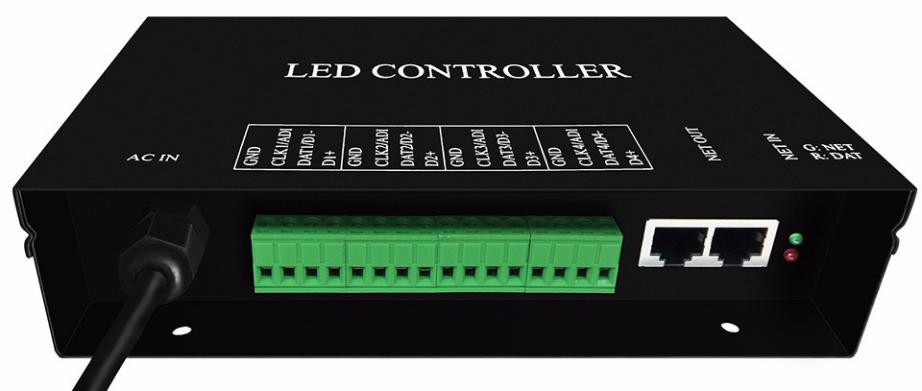 LED CONTROLLER
AC IN
GND
CLK1/ADI
DAT1/D1-
D1+
GND
CLK2/ADI
DAT2/D2-
D2+
GND
CLK3/ADI
DAT3/D3-
D3+
GND
CLK4/ADI
DAT4/D4-
D4+
NET OUT
NET IN
G: NET
R: DAT